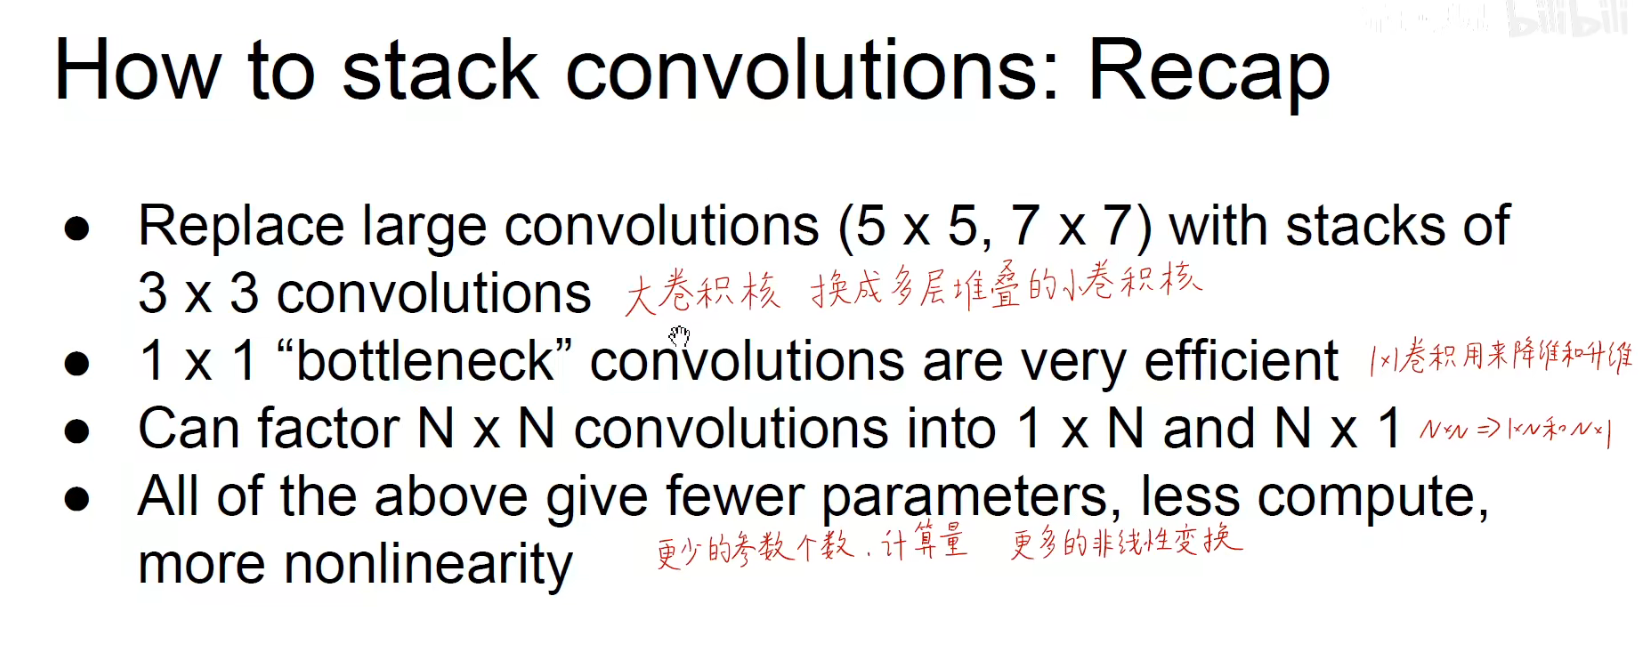 bilibili
How to stack convolutions: Recap
● Replace large convolutions (5 x 5, 7 x 7) with stacks of
3 x 3 convolutions 大卷积核 换成多层堆叠的小卷积核
● 1 x 1 “bottleneck” convolutions are very efficient 1×1卷积用来降维和升维
● Can factor N x N convolutions into 1 x N and N x 1 N×N => 1×N和N×1
● All of the above give fewer parameters, less compute,
more nonlinearity 更少的参数个数、计算量 更多的非线性变换